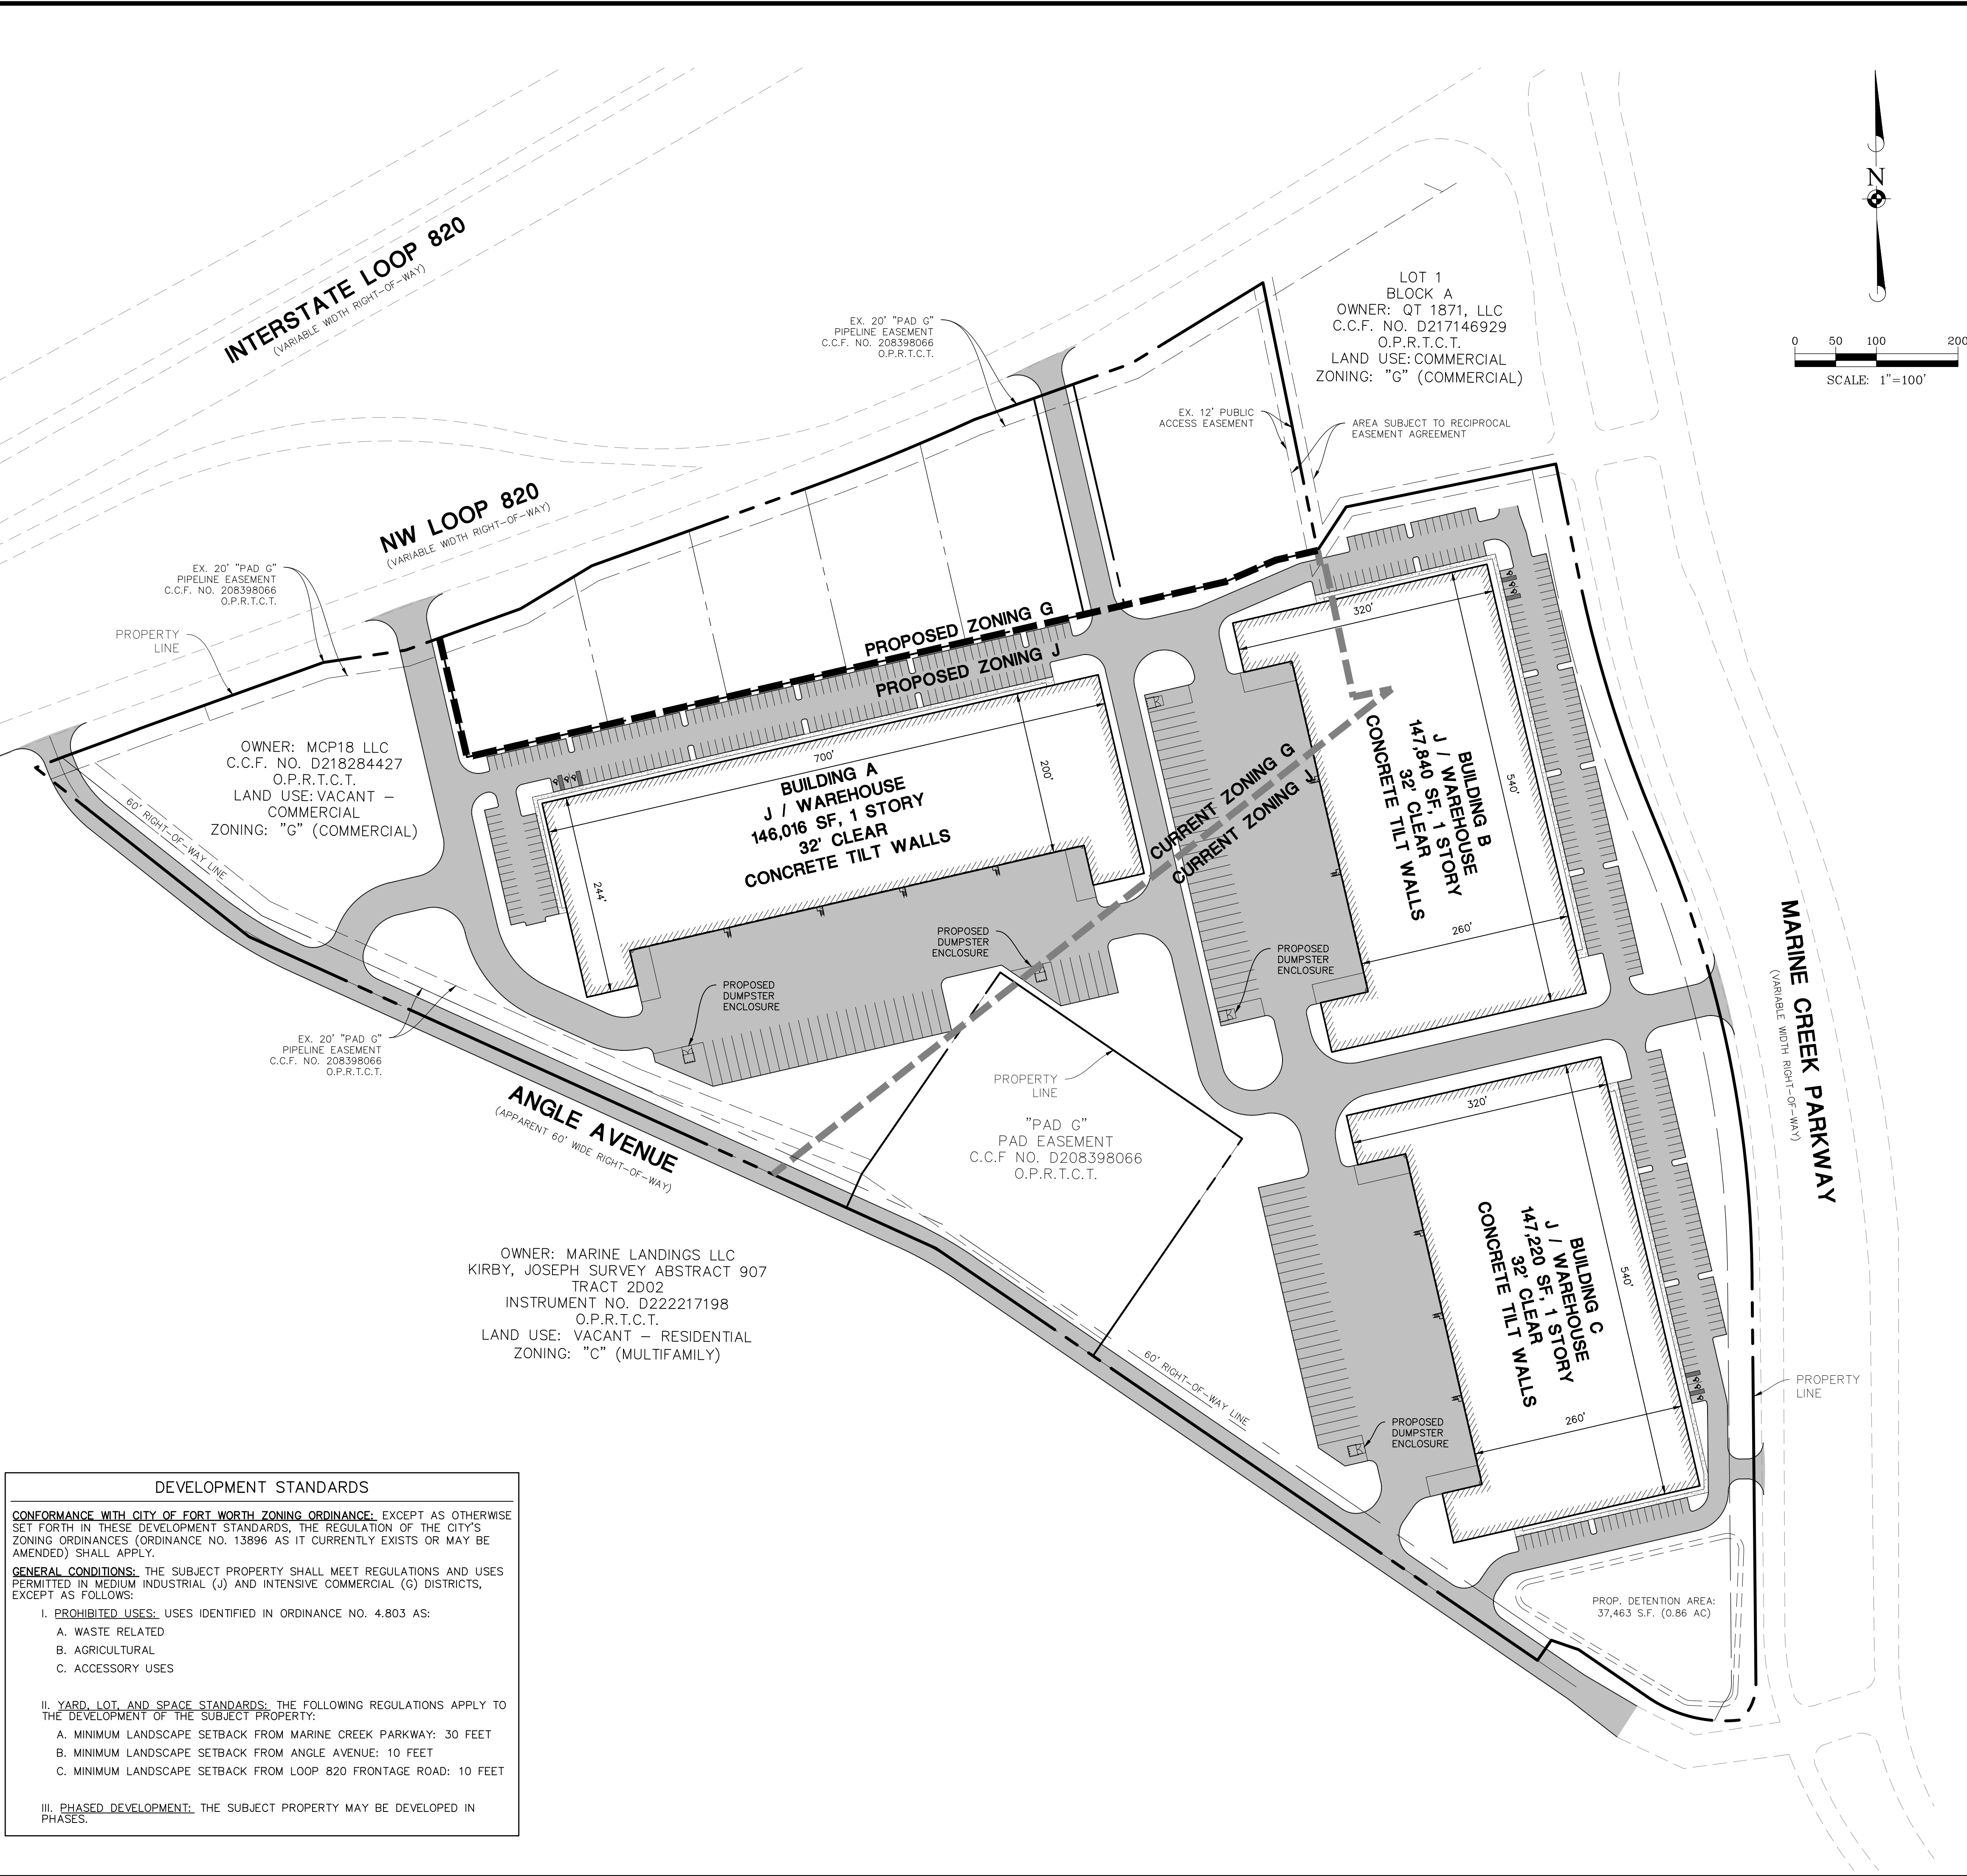 INTERSTATE LOOP 820
(VARIABLE WIDTH RIGHT-OF-WAY)
N
0 50 100 200
SCALE: 1"=100'
LOT 1
BLOCK A
OWNER: QT 1871, LLC
C.C.F. NO. D217146929
O.P.R.T.C.T.
LAND USE: COMMERCIAL
ZONING: "G" (COMMERCIAL)
EX. 20' "PAD G"
PIPELINE EASEMENT
C.C.F. NO. 208398066
O.P.R.T.C.T.
EX. 12' PUBLIC
ACCESS EASEMENT
AREA SUBJECT TO RECIPROCAL
EASEMENT AGREEMENT
NW LOOP 820
(VARIABLE WIDTH RIGHT-OF-WAY)
EX. 20' "PAD G"
PIPELINE EASEMENT
C.C.F. NO. 208398066
O.P.R.T.C.T.
PROPERTY
LINE
PROPOSED ZONING G
PROPOSED ZONING J
OWNER: MCP18 LLC
C.C.F. NO. D218284427
O.P.R.T.C.T.
LAND USE: VACANT -
COMMERCIAL
ZONING: "G" (COMMERCIAL)
60' RIGHT-OF-WAY LINE
700'
200'
244'
BUILDING A
J / WAREHOUSE
146,016 SF, 1 STORY
32' CLEAR
CONCRETE TILT WALLS
CURRENT ZONING G
CURRENT ZONING J
320'
540'
260'
BUILDING B
J / WAREHOUSE
147,840 SF, 1 STORY
32' CLEAR
CONCRETE TILT WALLS
PROPOSED
DUMPSTER
ENCLOSURE
PROPOSED
DUMPSTER
ENCLOSURE
PROPOSED
DUMPSTER
ENCLOSURE
MARINE CREEK PARKWAY
(VARIABLE WIDTH RIGHT-OF-WAY)
EX. 20' "PAD G"
PIPELINE EASEMENT
C.C.F. NO. 208398066
O.P.R.T.C.T.
ANGLE AVENUE
(APPARENT 60' WIDE RIGHT-OF-WAY)
PROPERTY
LINE
"PAD G"
PAD EASEMENT
C.C.F NO. D208398066
O.P.R.T.C.T.
320'
540'
260'
BUILDING C
J / WAREHOUSE
147,220 SF, 1 STORY
32' CLEAR
CONCRETE TILT WALLS
OWNER: MARINE LANDINGS LLC
KIRBY, JOSEPH SURVEY ABSTRACT 907
TRACT 2D02
INSTRUMENT NO. D222217198
O.P.R.T.C.T.
LAND USE: VACANT - RESIDENTIAL
ZONING: "C" (MULTIFAMILY)
60' RIGHT-OF-WAY LINE
PROPERTY
LINE
PROPOSED
DUMPSTER
ENCLOSURE
PROP. DETENTION AREA:
37,463 S.F. (0.86 AC)
DEVELOPMENT STANDARDS
CONFORMANCE WITH CITY OF FORT WORTH ZONING ORDINANCE: EXCEPT AS OTHERWISE
SET FORTH IN THESE DEVELOPMENT STANDARDS, THE REGULATION OF THE CITY'S
ZONING ORDINANCES (ORDINANCE NO. 13896 AS IT CURRENTLY EXISTS OR MAY BE
AMENDED) SHALL APPLY.
GENERAL CONDITIONS: THE SUBJECT PROPERTY SHALL MEET REGULATIONS AND USES
PERMITTED IN MEDIUM INDUSTRIAL (J) AND INTENSIVE COMMERCIAL (G) DISTRICTS,
EXCEPT AS FOLLOWS:
I. PROHIBITED USES: USES IDENTIFIED IN ORDINANCE NO. 4.803 AS:
A. WASTE RELATED
B. AGRICULTURAL
C. ACCESSORY USES
II. YARD, LOT, AND SPACE STANDARDS: THE FOLLOWING REGULATIONS APPLY TO
THE DEVELOPMENT OF THE SUBJECT PROPERTY:
A. MINIMUM LANDSCAPE SETBACK FROM MARINE CREEK PARKWAY: 30 FEET
B. MINIMUM LANDSCAPE SETBACK FROM ANGLE AVENUE: 10 FEET
C. MINIMUM LANDSCAPE SETBACK FROM LOOP 820 FRONTAGE ROAD: 10 FEET
III. PHASED DEVELOPMENT: THE SUBJECT PROPERTY MAY BE DEVELOPED IN
PHASES.